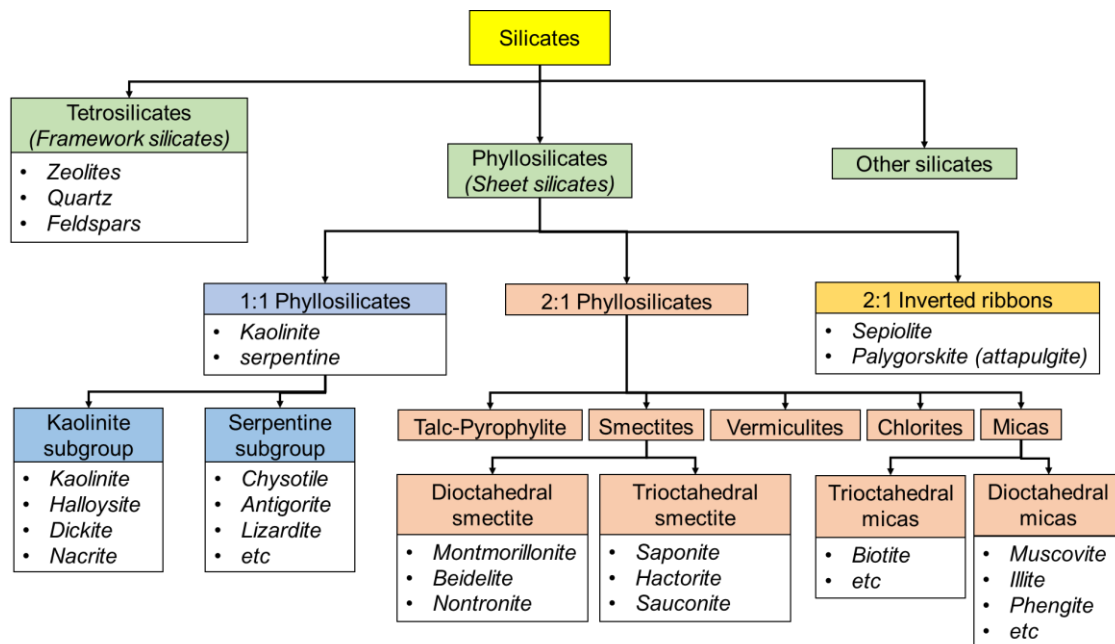 Silicates
Tetrosilicates
(Framework silicates)
• Zeolites
• Quartz
• Feldspars
Phyllosilicates
(Sheet silicates)
Other silicates
1:1 Phyllosilicates
• Kaolinite
• serpentine
2:1 Phyllosilicates
2:1 Inverted ribbons
• Sepiolite
• Palygorskite (attapulgite)
Kaolinite
subgroup
• Kaolinite
• Halloysite
• Dickite
• Nacrite
Serpentine
subgroup
• Chysotile
• Antigorite
• Lizardite
• etc
Talc-Pyrophylite
Smectites
Vermiculites
Chlorites
Micas
Dioctahedral
smectite
• Montmorillonite
• Beidelite
• Nontronite
Trioctahedral
smectite
• Saponite
• Hactorite
• Sauconite
Trioctahedral
micas
• Biotite
• etc
Dioctahedral
micas
• Muscovite
• Illite
• Phengite
• etc